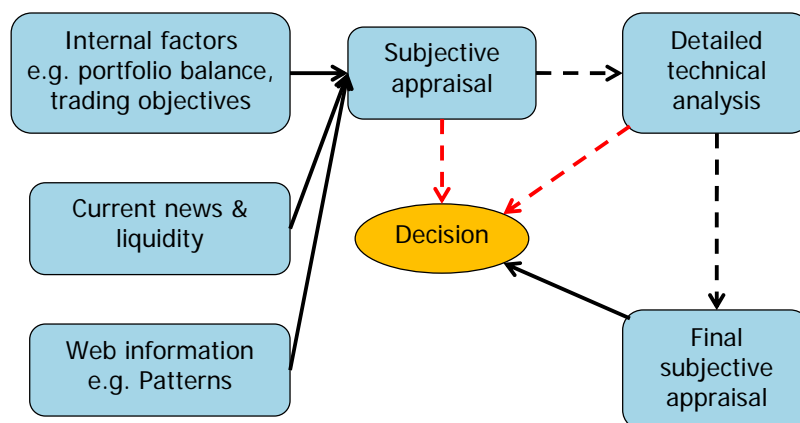 Internal factors
e.g. portfolio balance,
trading objectives
Subjective
appraisal
Detailed
technical
analysis
Current news &
liquidity
Decision
Web information
e.g. Patterns
Final
subjective
appraisal